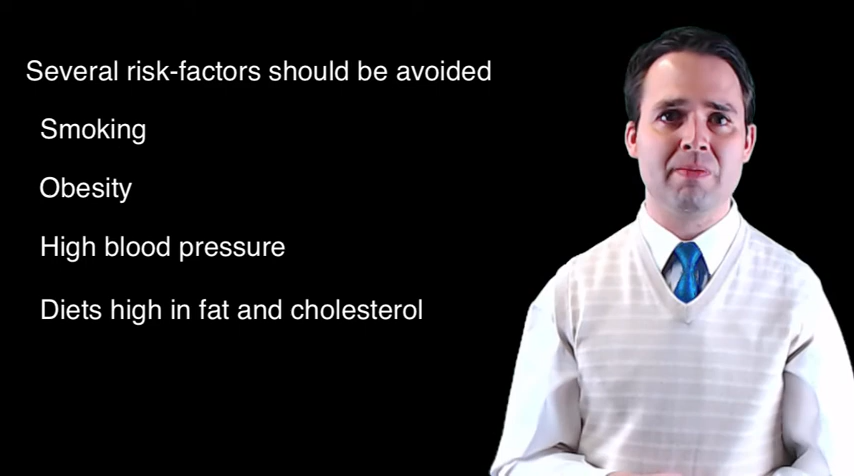 Several risk-factors should be avoided
Smoking
Obesity
High blood pressure
Diets high in fat and cholesterol